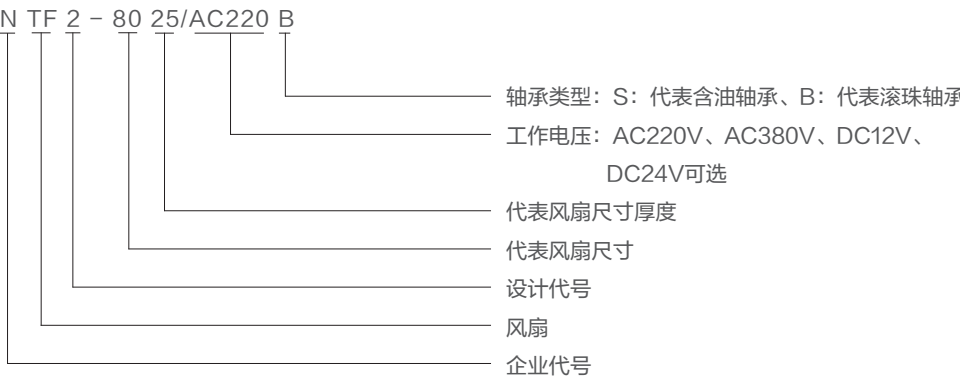 N TF 2 - 80 25/AC220 B
轴承类型：S：代表含油轴承、B：代表滚珠轴承
工作电压：AC220V、AC380V、DC12V、
DC24V可选
代表风扇尺寸厚度
代表风扇尺寸
设计代号
风扇
企业代号